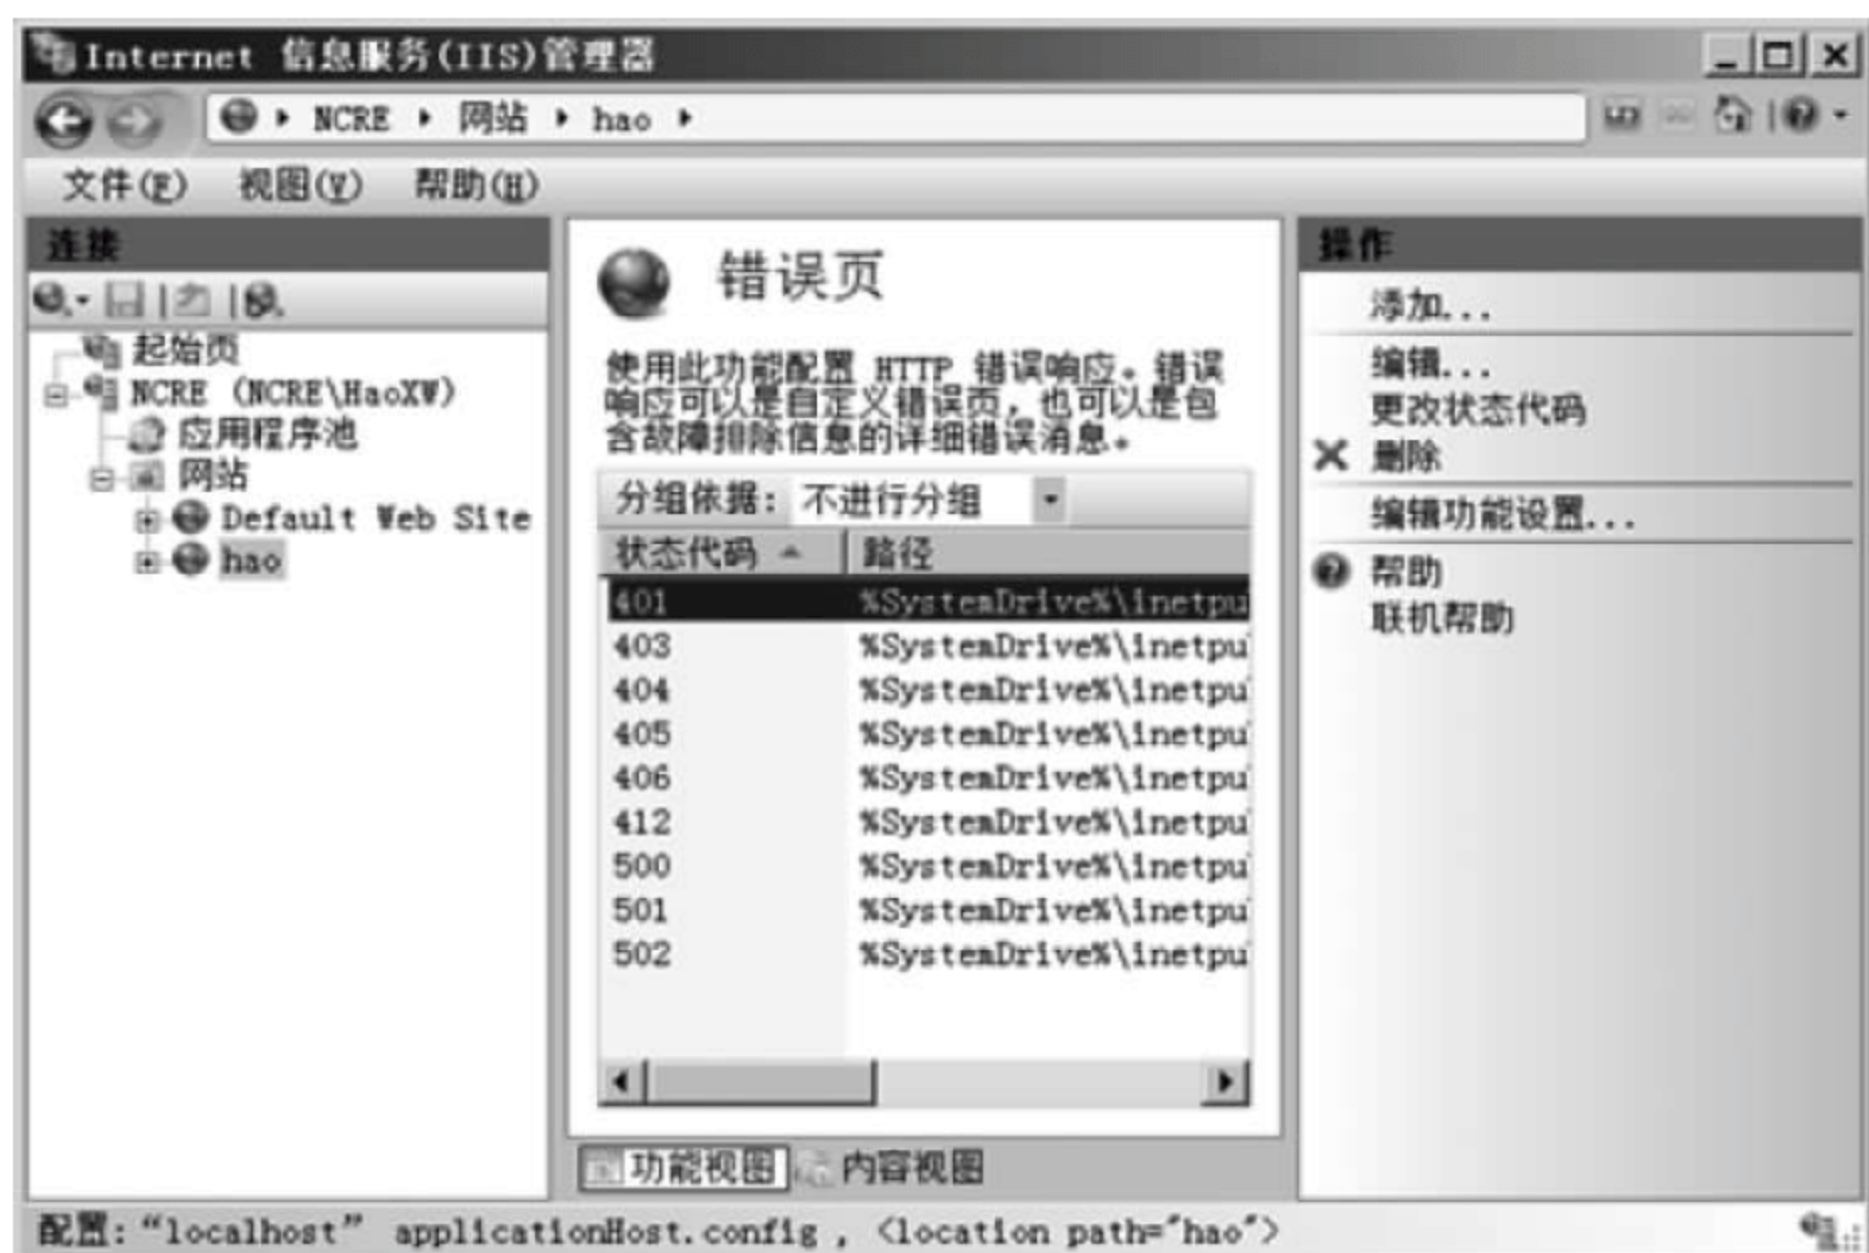 Internet 信息服务(IIS)管理器
NCRE 网站 hao
文件(F) 视图(V) 帮助(H)
连接
起始页
NCRE (NCRE\HaoXW)
应用程序池
网站
Default Web Site
hao
错误页
使用此功能配置 HTTP 错误响应。错误
响应可以是自定义错误页，也可以是包
含故障排除信息的详细错误消息。
分组依据: 不进行分组
状态代码 路径
401 %SystemDrive%\inetpu
403 %SystemDrive%\inetpu
404 %SystemDrive%\inetpu
405 %SystemDrive%\inetpu
406 %SystemDrive%\inetpu
412 %SystemDrive%\inetpu
500 %SystemDrive%\inetpu
501 %SystemDrive%\inetpu
502 %SystemDrive%\inetpu
功能视图 内容视图
操作
添加...
编辑...
更改状态代码
删除
编辑功能设置...
帮助
联机帮助
配置:“localhost” applicationHost.config , <location path="hao">